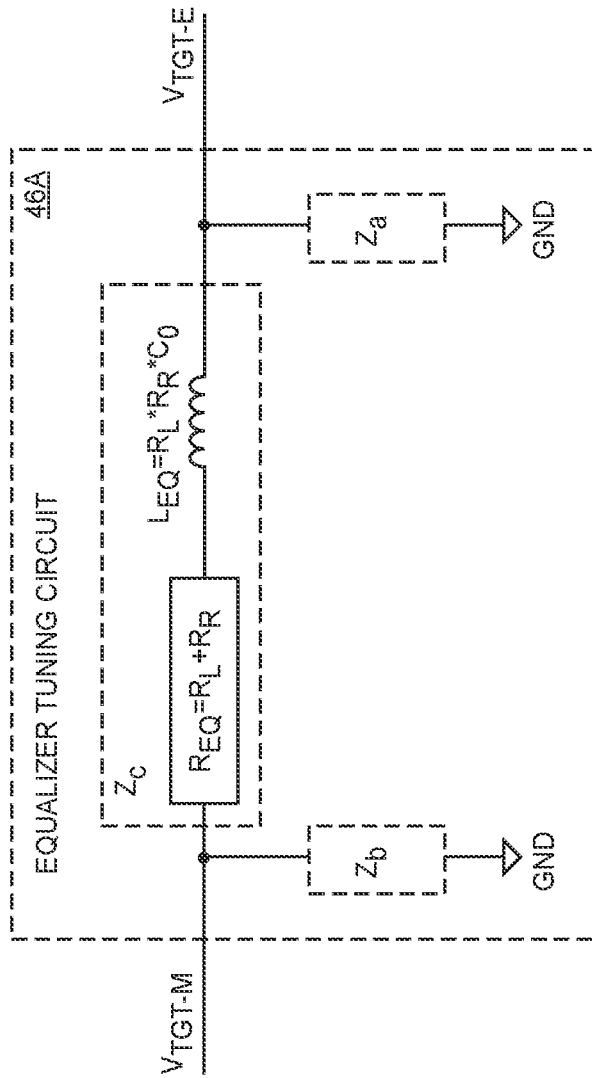 EQUALIZER TUNING CIRCUIT
46A
V_TGT-M
Z_c
R_EQ=R_L+R_R
L_EQ=R_L*R_R*C_0
V_TGT-E
Z_b
Z_a
GND
GND